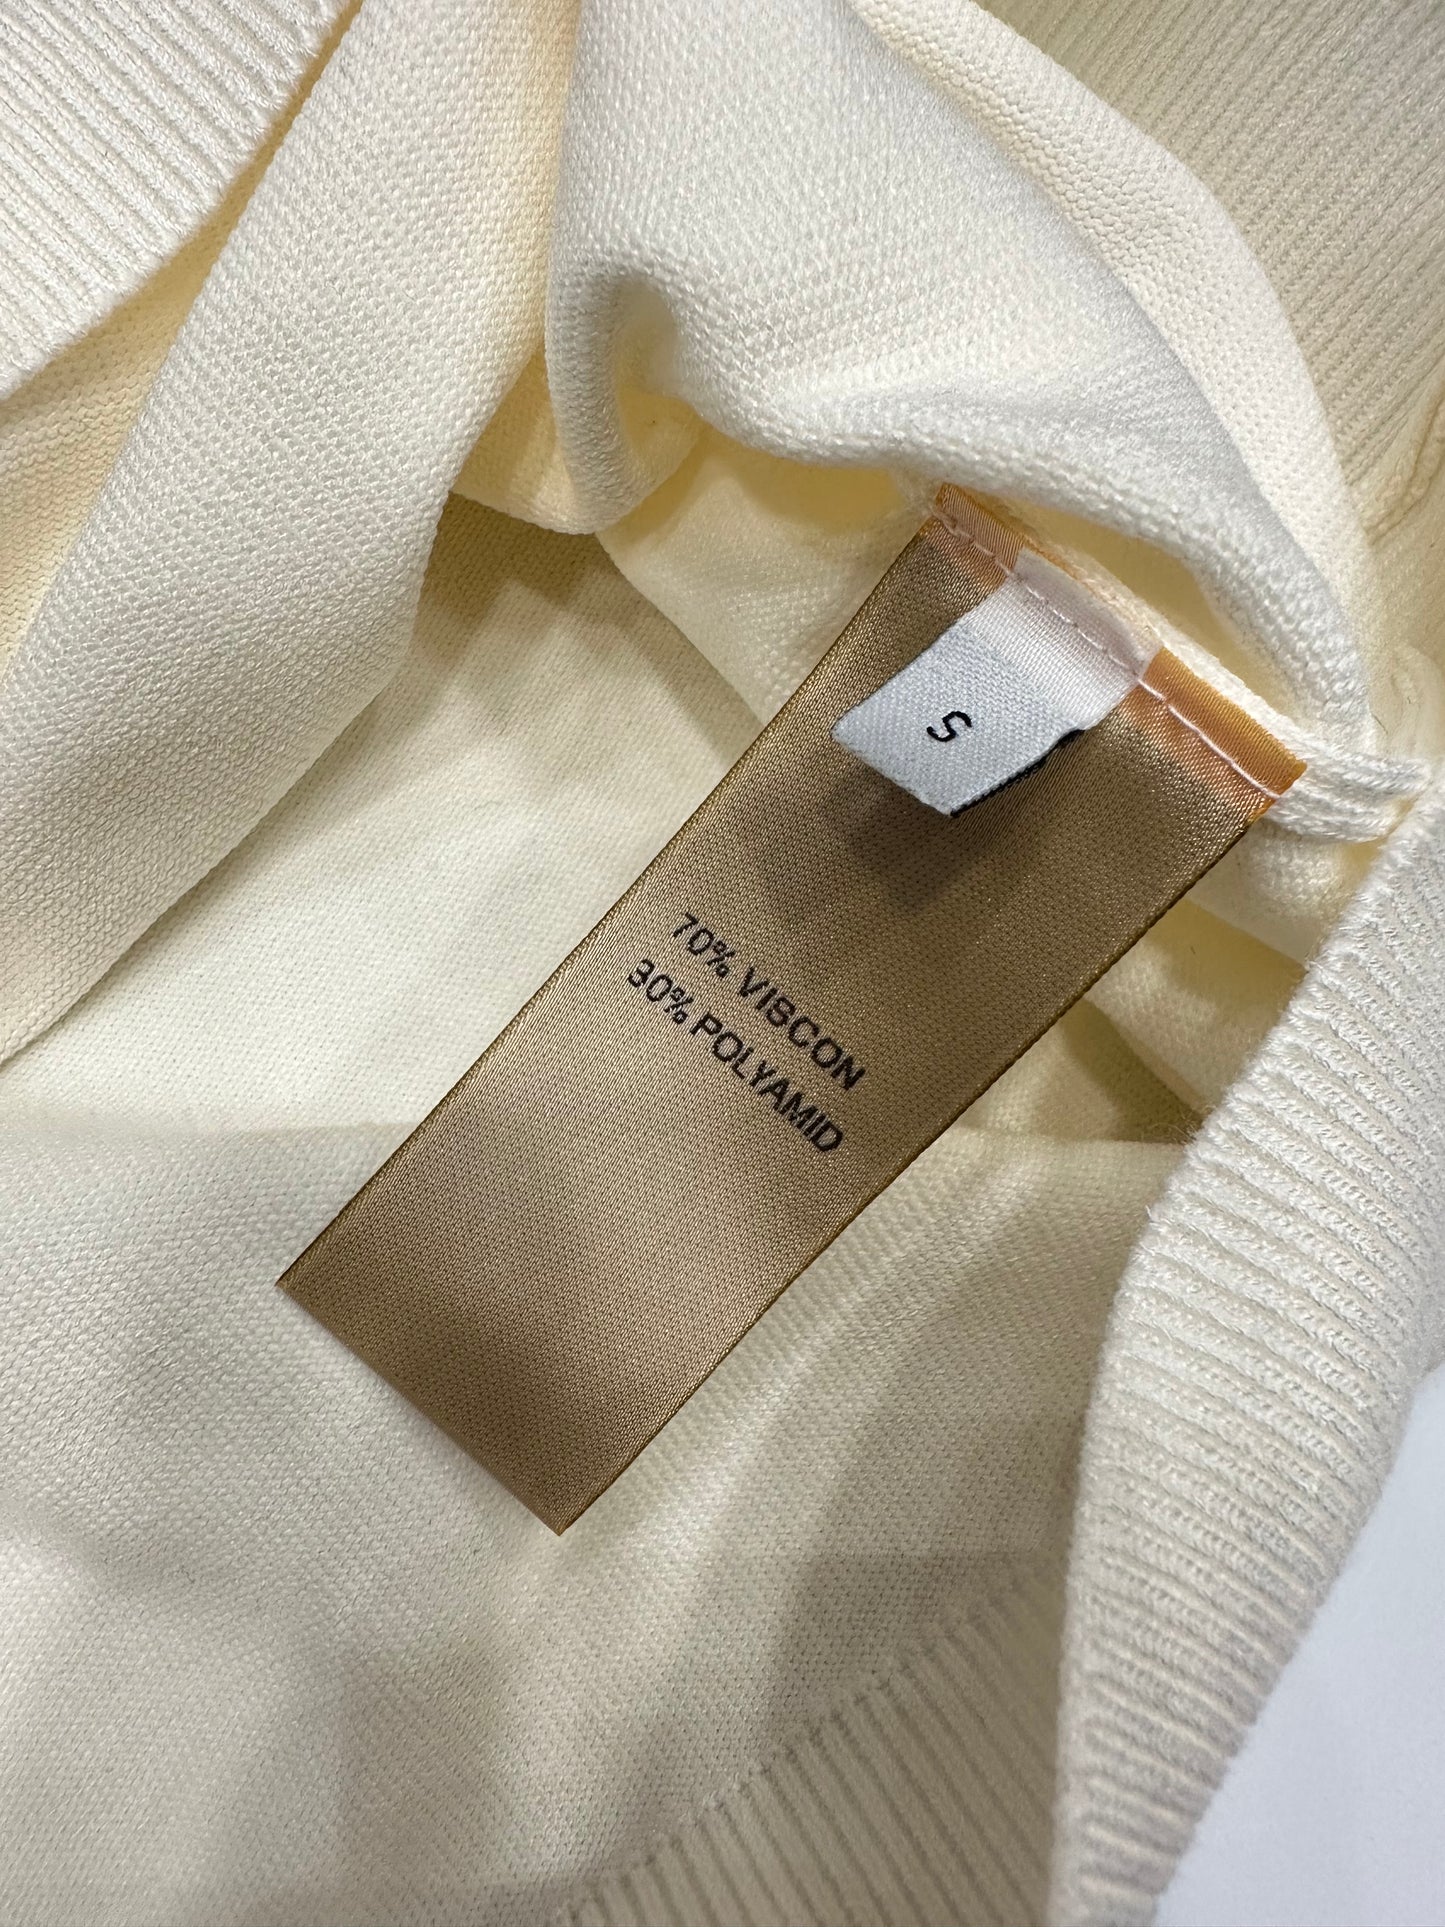 S
70% VISCON
30% POLYAMID